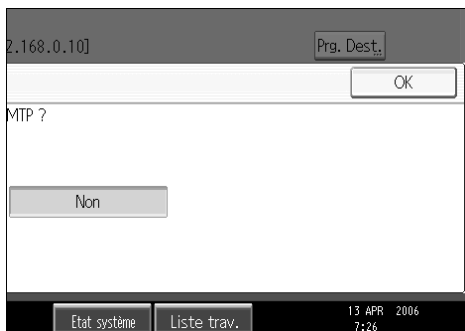 2.168.0.10]
Prg. Dest.
OK
MTP ?
Non
Etat système
Liste trav.
13 APR 2006
7:26